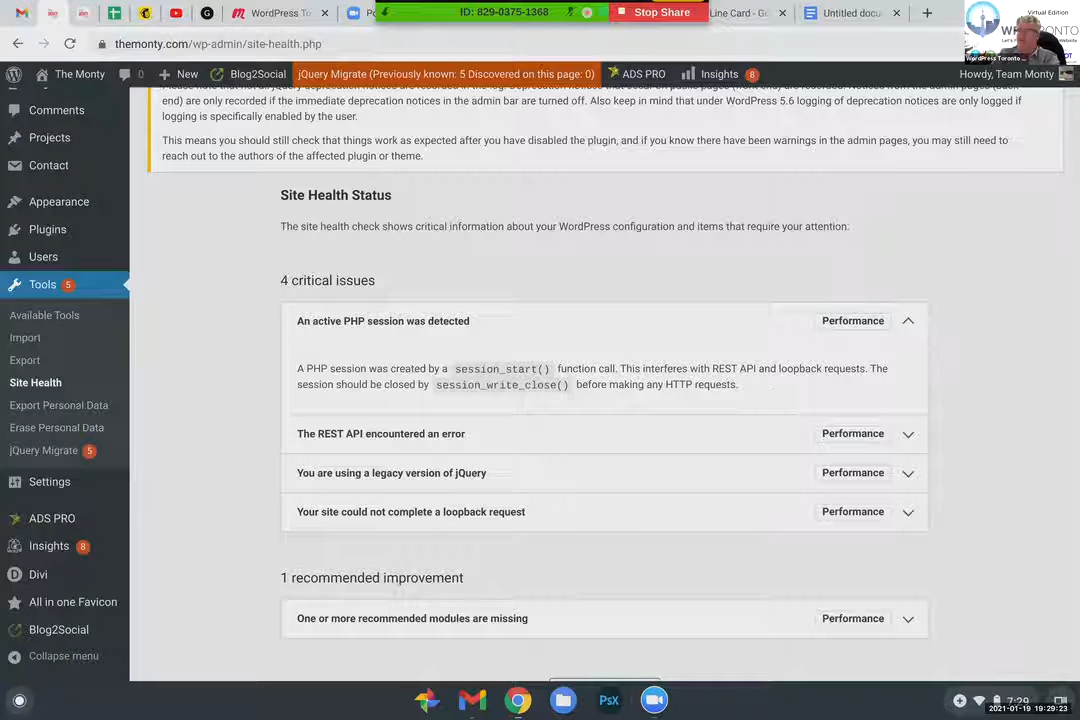 WordPress To
Po
ID: 829-0375-1368
Stop Share
Line Card - G
Untitled docu
Virtual Edition
themonty.com/wp-admin/site-health.php
WordPress Toronto
The Monty
0
New
Blog2Social
jQuery Migrate (Previously known: 5 Discovered on this page: 0)
ADS PRO
Insights 8
Howdy, Team Monty
end) are only recorded if the immediate deprecation notices in the admin bar are turned off. Also keep in mind that under WordPress 5.6 logging of deprecation notices are only logged if
logging is specifically enabled by the user.
This means you should still check that things work as expected after you have disabled the plugin, and if you know there have been warnings in the admin pages, you may still need to
reach out to the authors of the affected plugin or theme.
Comments
Projects
Contact
Appearance
Plugins
Users
Tools 5
Available Tools
Import
Export
Site Health
Export Personal Data
Erase Personal Data
jQuery Migrate 5
Settings
ADS PRO
Insights 8
Divi
All in one Favicon
Blog2Social
Collapse menu
Site Health Status
The site health check shows critical information about your WordPress configuration and items that require your attention.
4 critical issues
An active PHP session was detected
Performance
A PHP session was created by a session_start() function call. This interferes with REST API and loopback requests. The
session should be closed by session_write_close() before making any HTTP requests.
The REST API encountered an error
Performance
You are using a legacy version of jQuery
Performance
Your site could not complete a loopback request
Performance
1 recommended improvement
One or more recommended modules are missing
Performance
PsX
7:29
2021-01-19 19:29:23